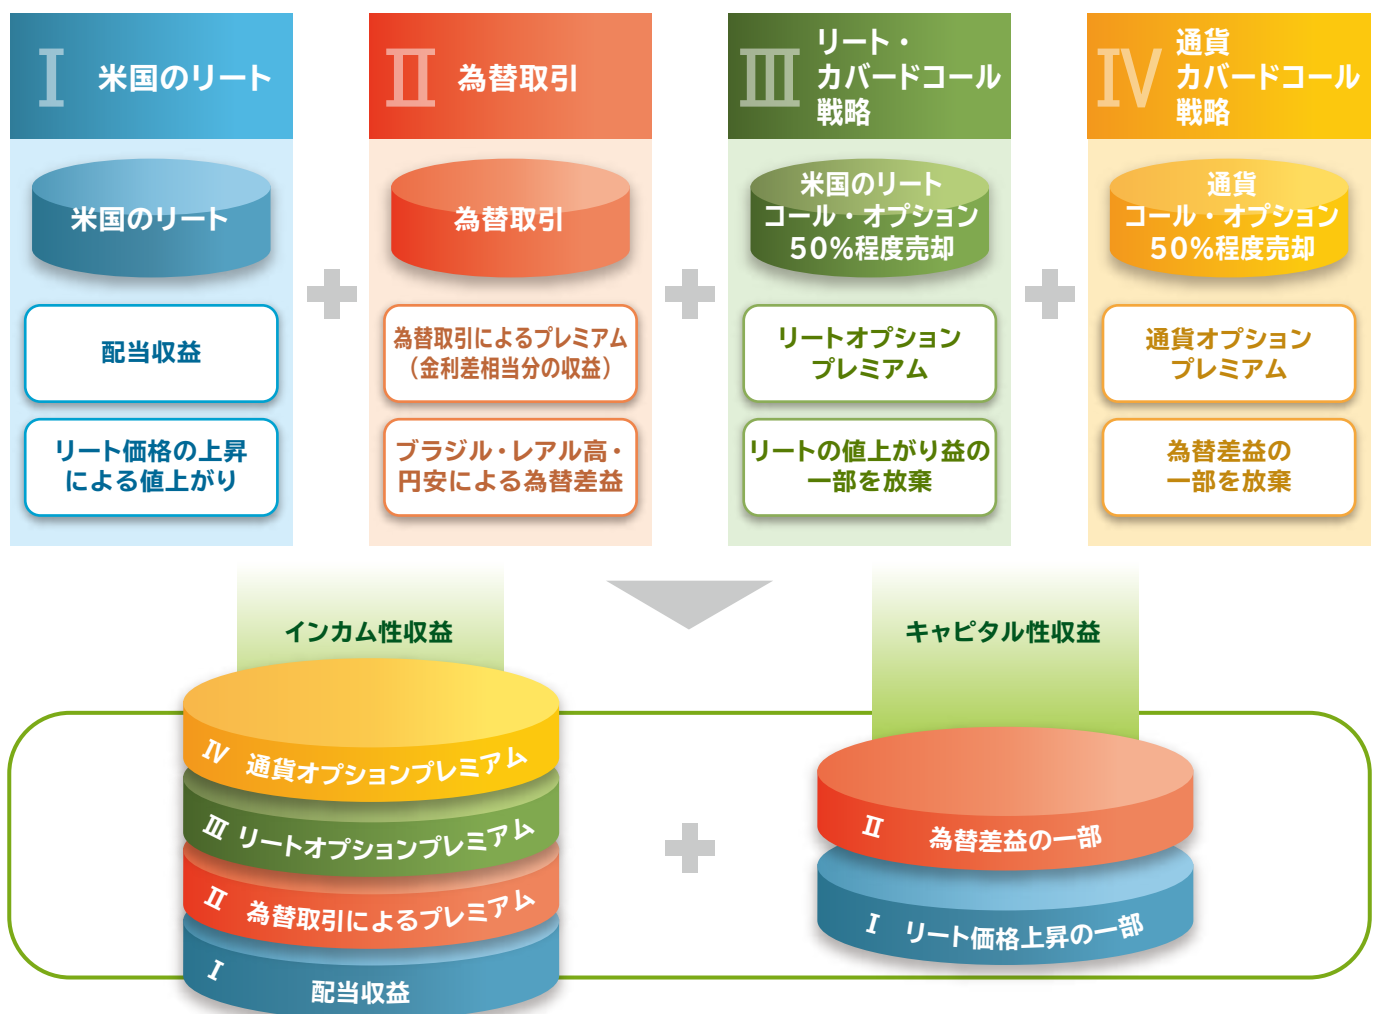 I 米国のリート
II 為替取引
III リート・
カバードコール
戦略
IV 通貨
カバードコール
戦略
米国のリート
為替取引
米国のリート
コール・オプション
50%程度売却
通貨
コール・オプション
50%程度売却
配当収益
為替取引によるプレミアム
（金利差相当分の収益）
リートオプション
プレミアム
通貨オプション
プレミアム
リート価格の上昇
による値上がり
ブラジル・レアル高・
円安による為替差益
リートの値上がり益の
一部を放棄
為替差益の
一部を放棄
インカム性収益
IV 通貨オプションプレミアム
III リートオプションプレミアム
II 為替取引によるプレミアム
I 配当収益
キャピタル性収益
II 為替差益の一部
I リート価格上昇の一部